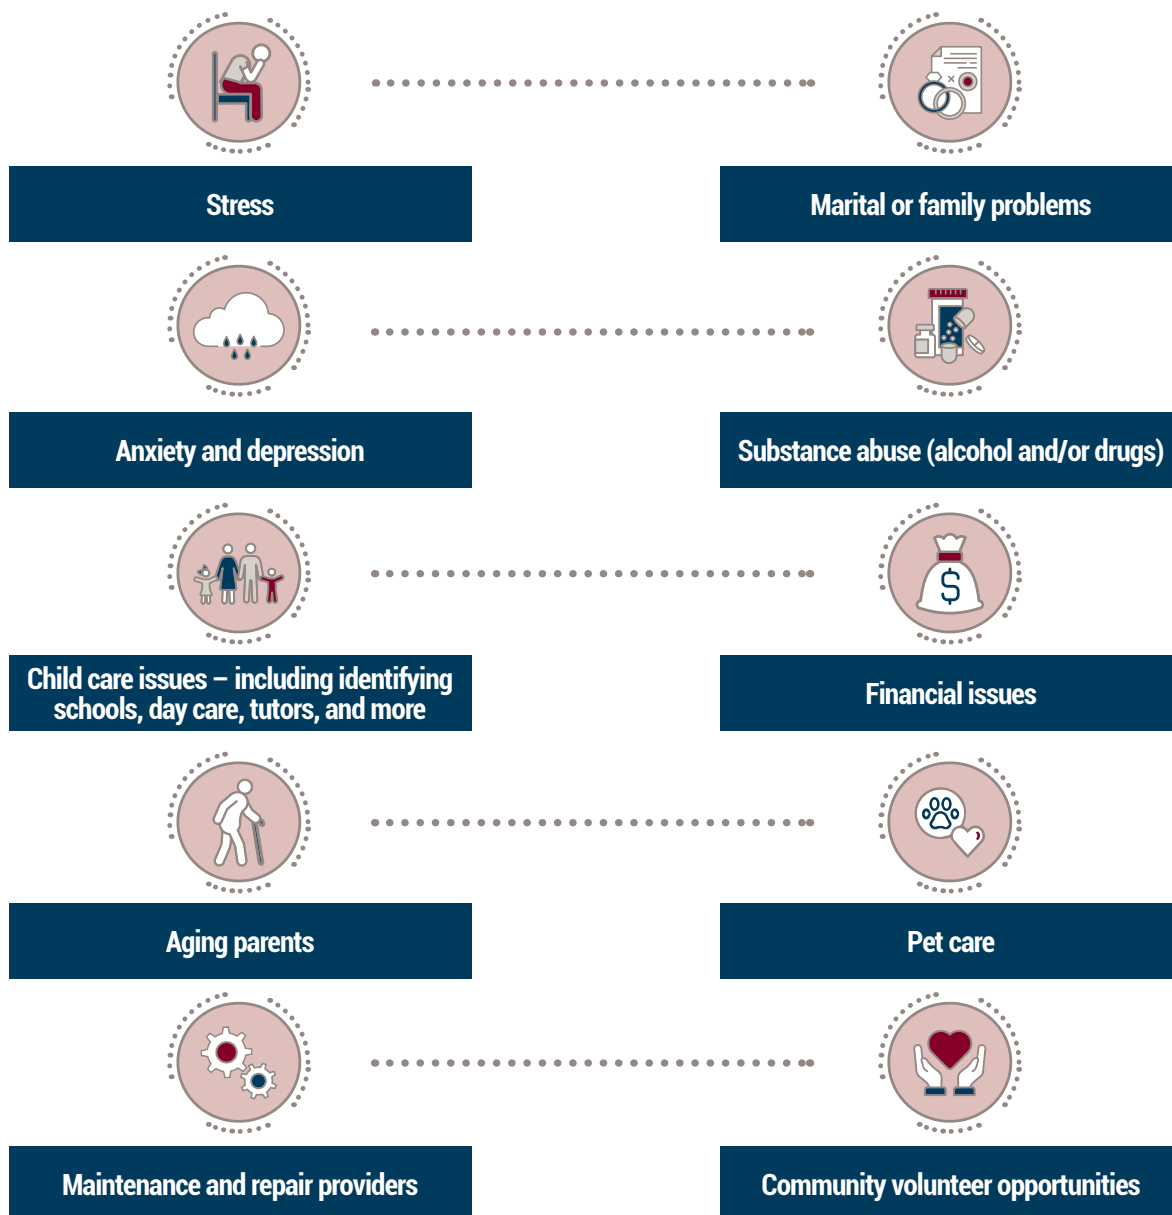 Stress
Marital or family problems
Anxiety and depression
Substance abuse (alcohol and/or drugs)
Child care issues – including identifying
schools, day care, tutors, and more
$
Financial issues
Aging parents
Pet care
Maintenance and repair providers
Community volunteer opportunities